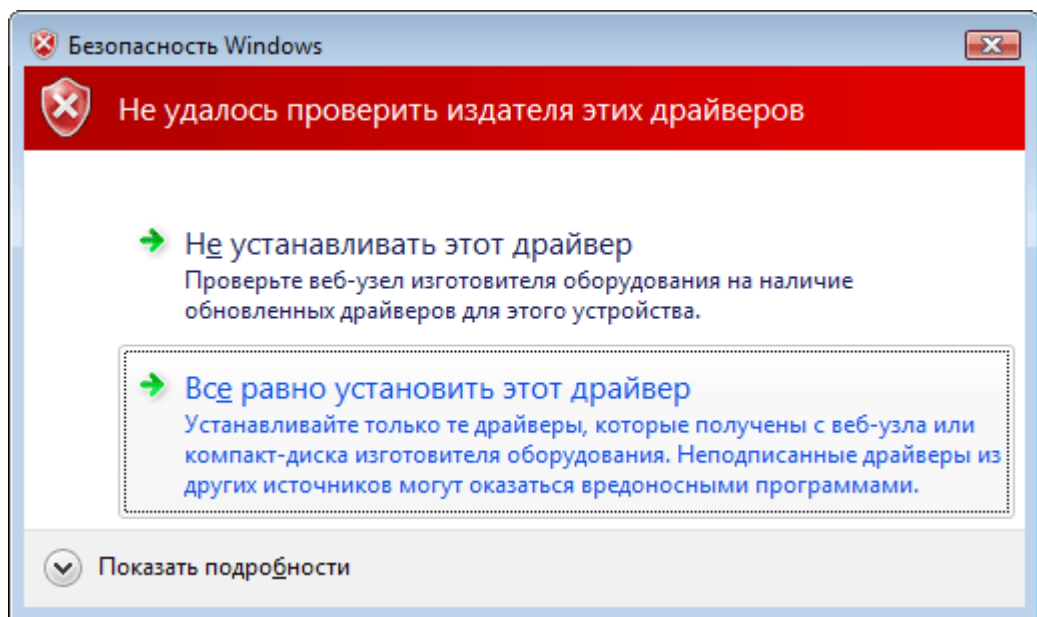 Безопасность Windows
Не удалось проверить издателя этих драйверов
Не устанавливать этот драйвер
Проверьте веб-узел изготовителя оборудования на наличие
обновленных драйверов для этого устройства.
Все равно установить этот драйвер
Устанавливайте только те драйверы, которые получены с веб-узла или
компакт-диска изготовителя оборудования. Неподписанные драйверы из
других источников могут оказаться вредоносными программами.
Показать подробности